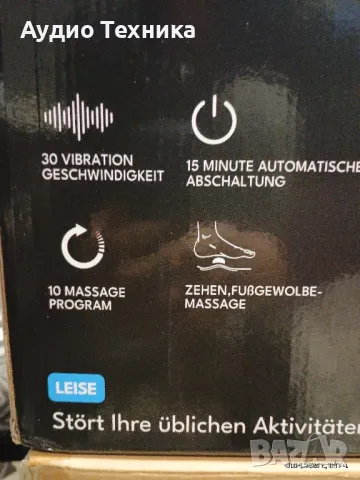 Аудио Техника
30 VIBRATION
GESCHWINDIGKEIT
15 MINUTE AUTOMATISCHE
ABSCHALTUNG
10 MASSAGE
PROGRAM
ZEHEN,FUßGEWOLBE-
MASSAGE
LEISE
Stört Ihre üblichen Aktivitäten
BAZAR